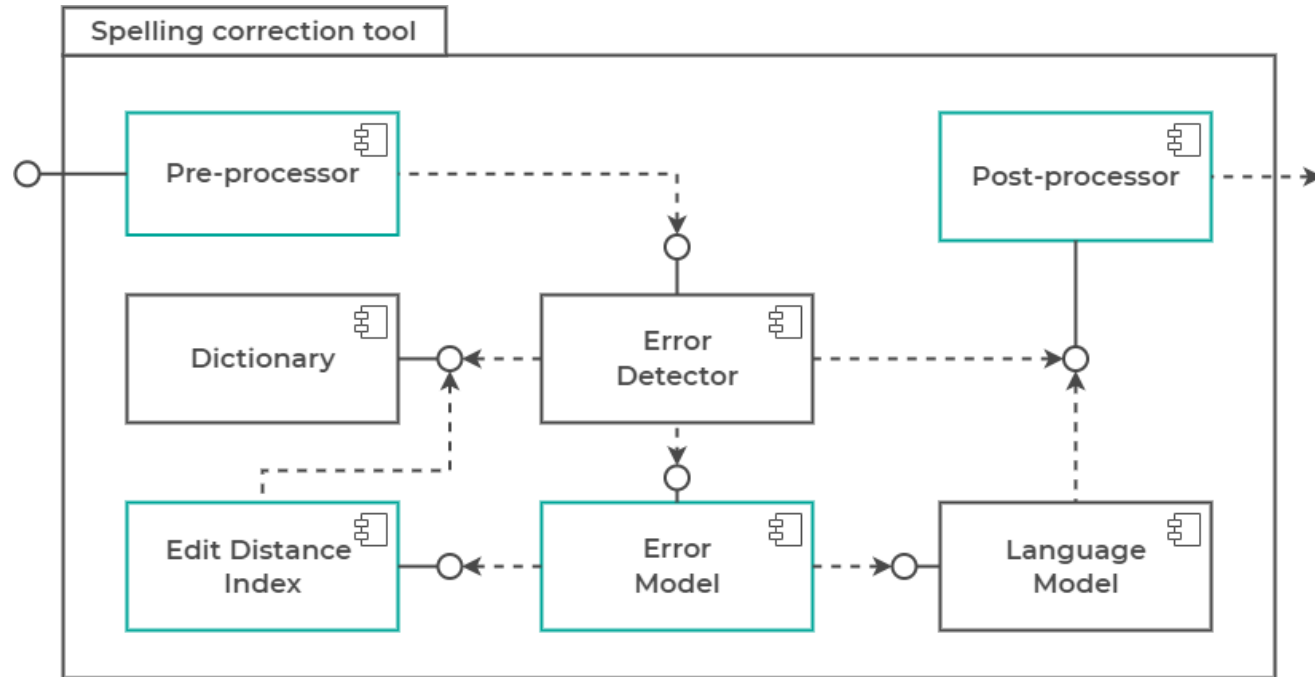 Spelling correction tool
Pre-processor
Post-processor
Dictionary
Error
Detector
Edit Distance
Index
Error
Model
Language
Model